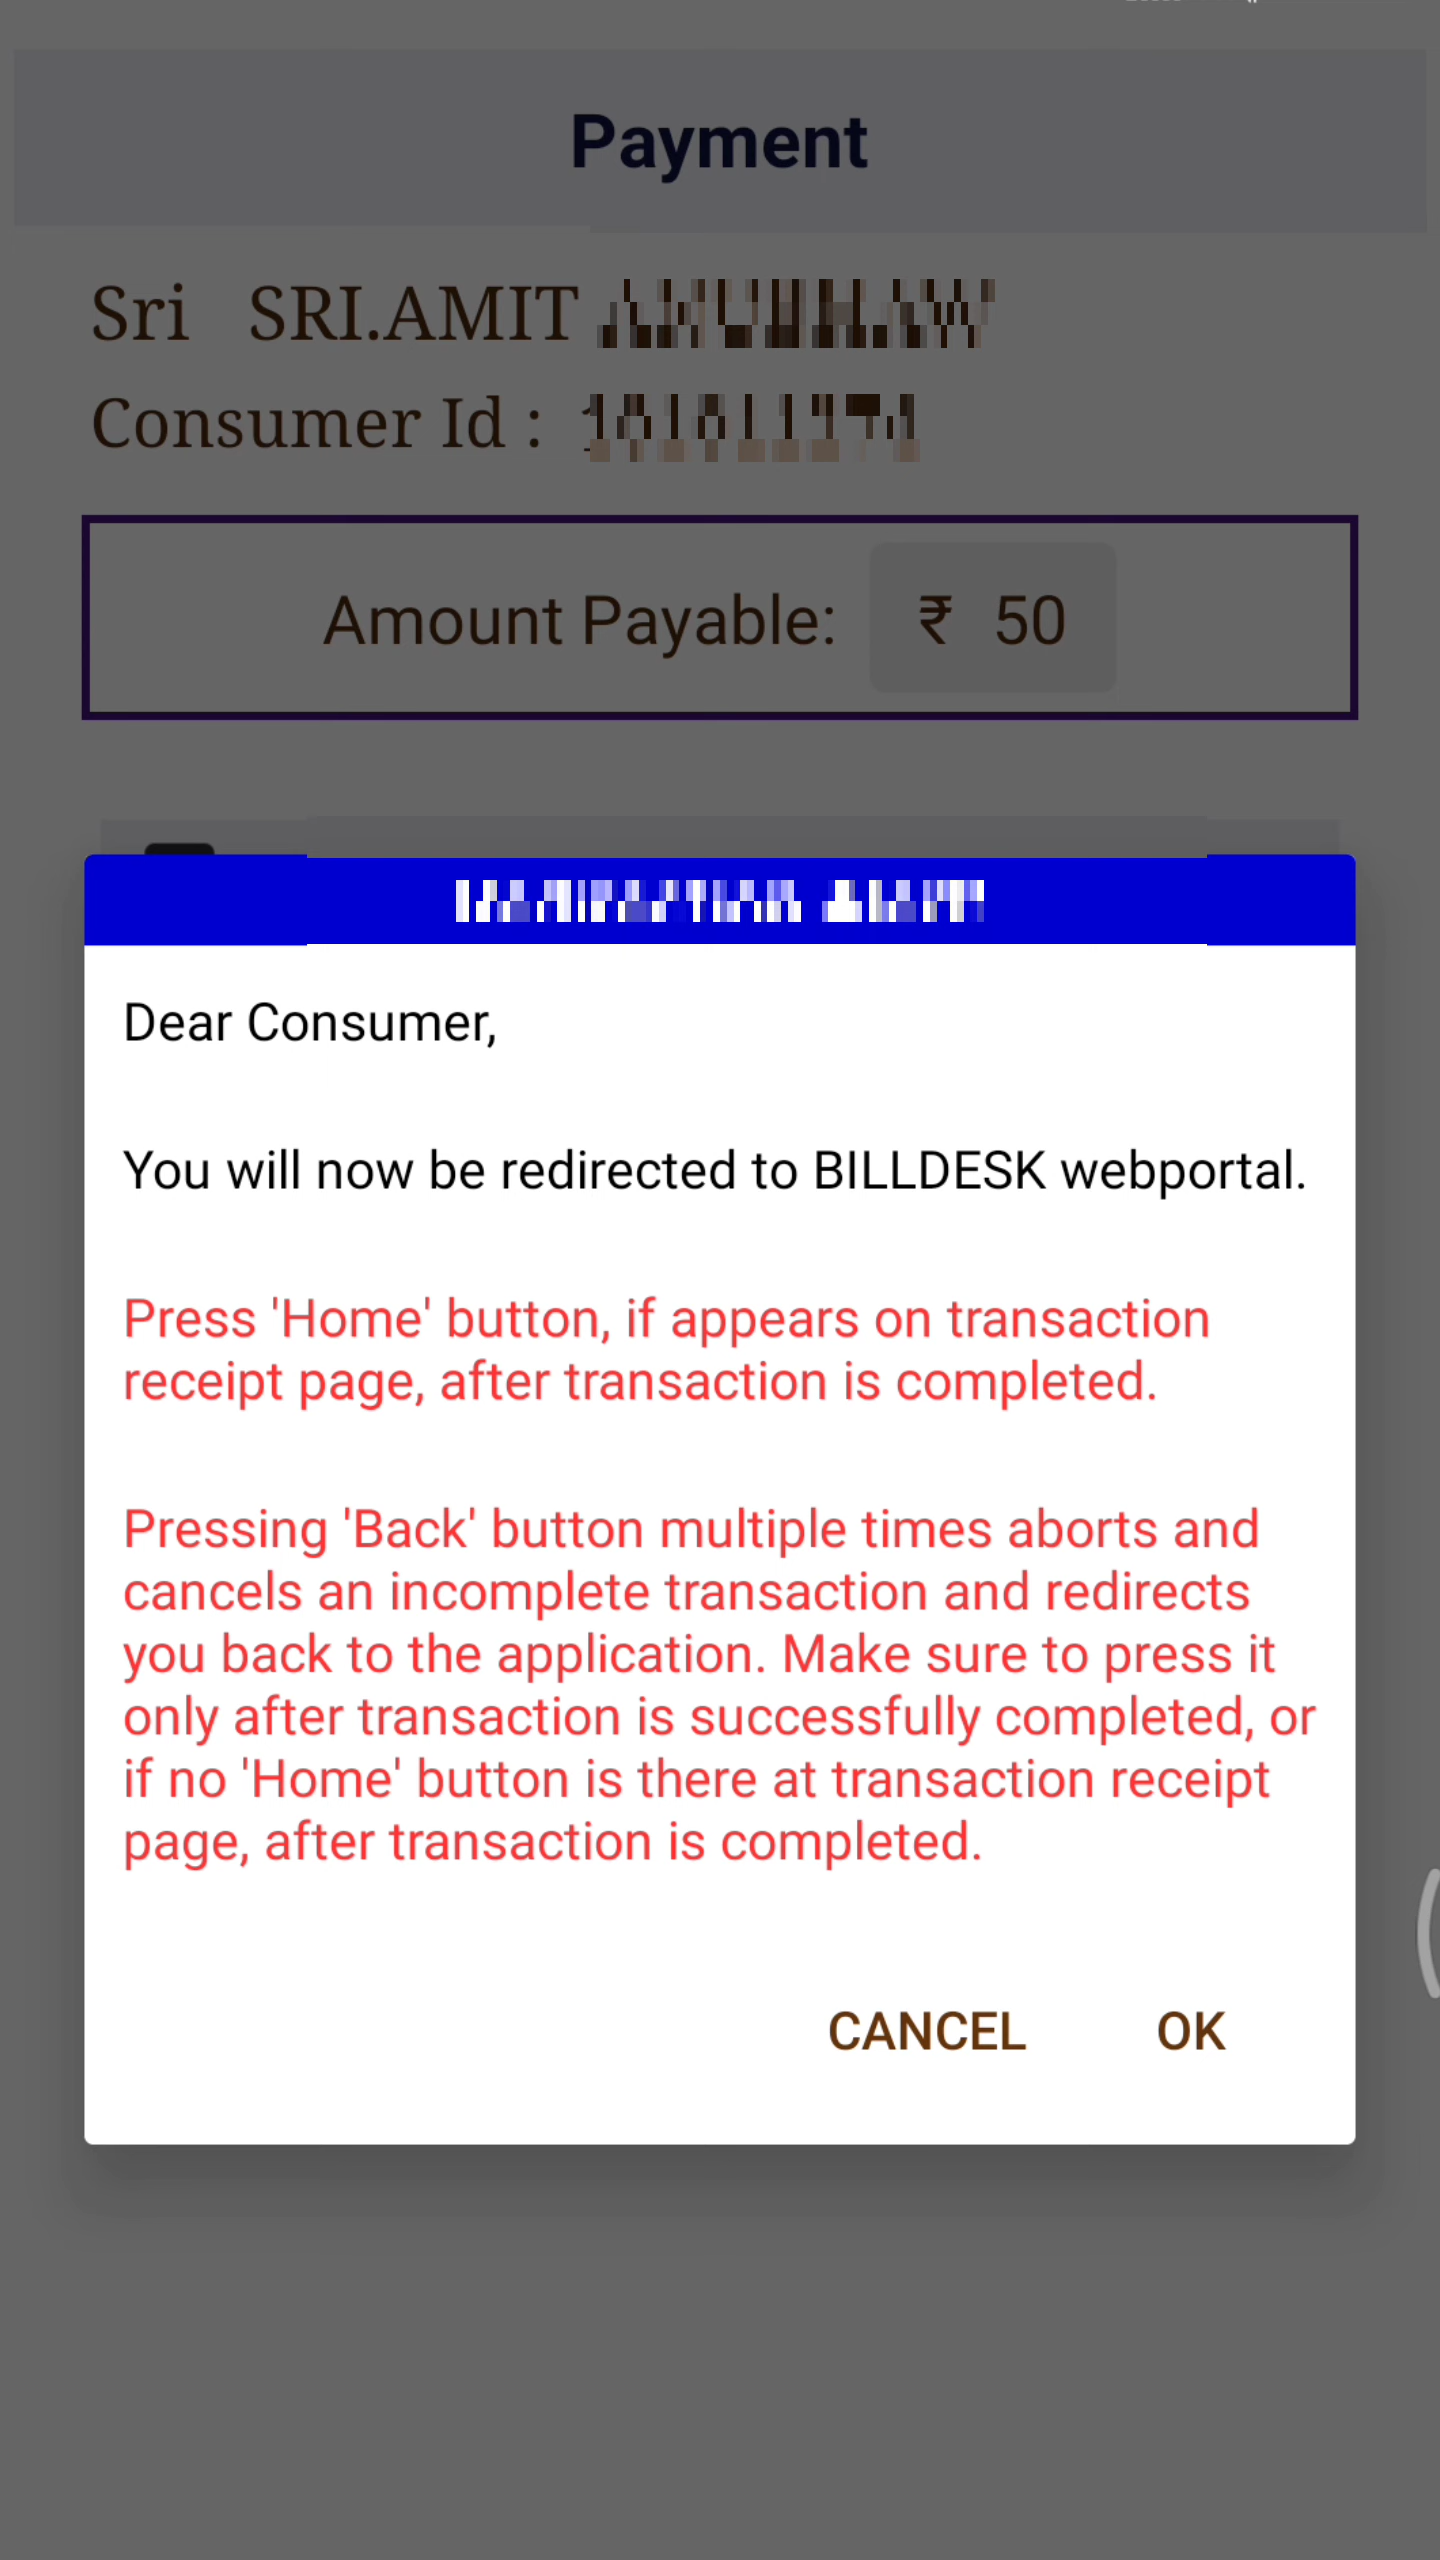 Payment
Sri SRI.AMIT
Consumer Id :
Amount Payable: ₹ 50
Dear Consumer,
You will now be redirected to BILLDESK webportal.
Press 'Home' button, if appears on transaction
receipt page, after transaction is completed.
Pressing 'Back' button multiple times aborts and
cancels an incomplete transaction and redirects
you back to the application. Make sure to press it
only after transaction is successfully completed, or
if no 'Home' button is there at transaction receipt
page, after transaction is completed.
CANCEL OK